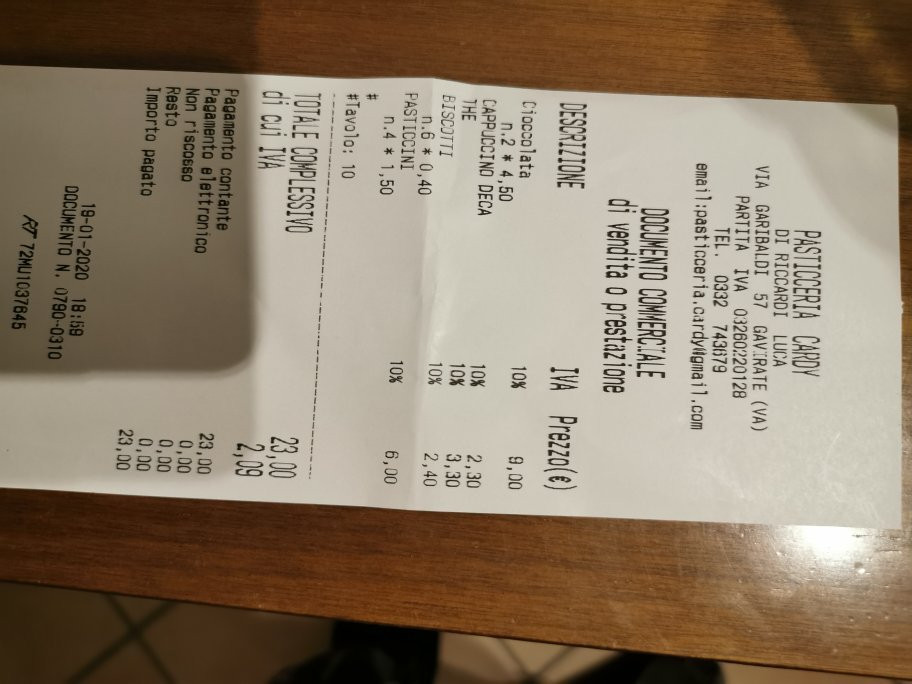 PASTICCERIA CARDY
DI RICCARDI LUCA
VIA GARIBALDI 57 GAVIRATE (VA)
PARTITA IVA 03260220128
TEL. 0332 743679
email:pasticceria.cardy@gmail.com
DOCUMENTO COMMERCIALE
di vendita o prestazione
DESCRIZIONE IVA Prezzo(€)
Cioccolata 10% 9,00
n.2 * 4,50
CAPPUCCINO DECA 10% 2,30
THE 10% 3,30
BISCOTTI 10% 2,40
n.6 * 0,40
PASTICCINI 10% 6,00
n.4 * 1,50
#
#Tavolo: 10
TOTALE COMPLESSIVO 23,00
di cui IVA 2,09
Pagamento contante 23,00
Pagamento elettronico 0,00
Non riscosso 0,00
Resto 0,00
Importo pagato 23,00
19-01-2020 18:59
DOCUMENTO N. 0790-0310
RT 72MU1037645